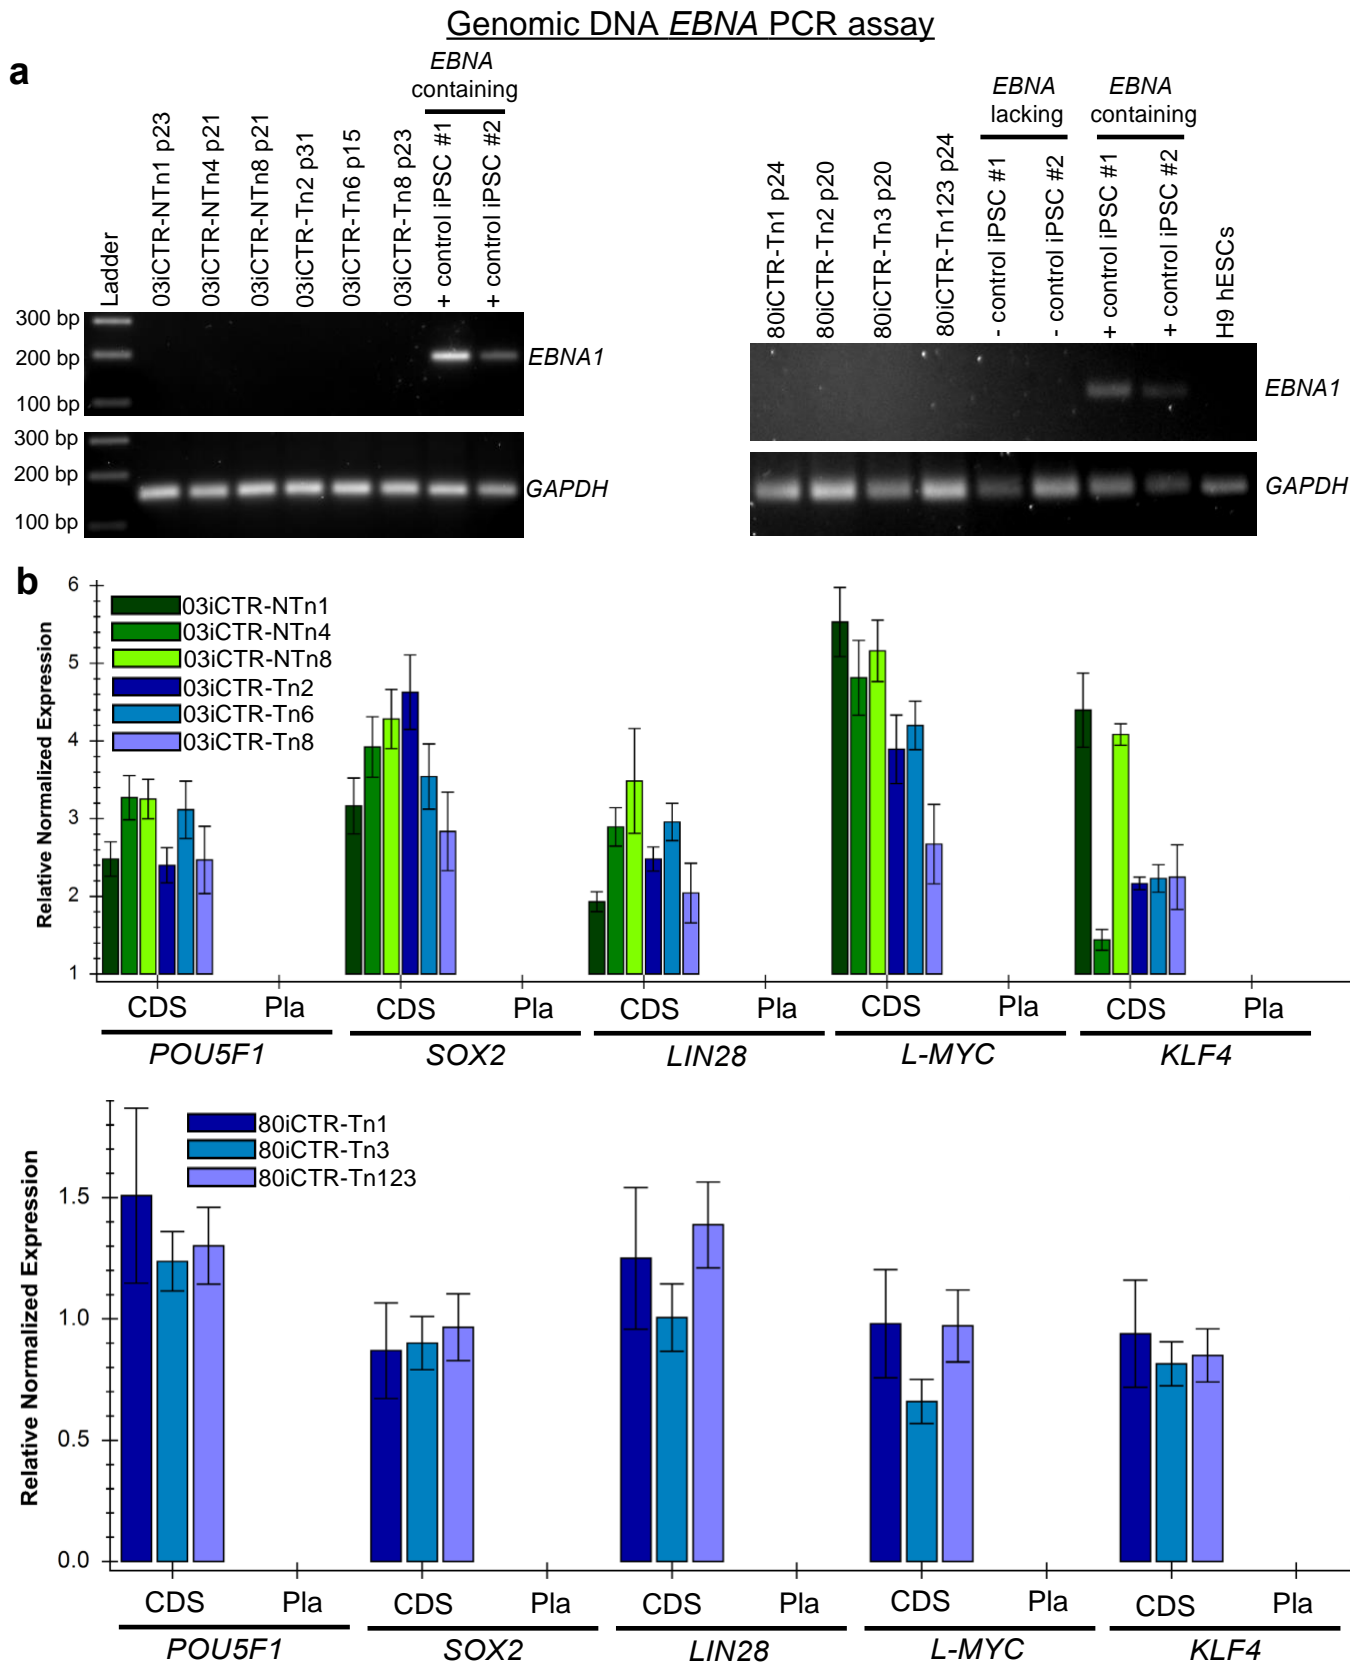 Genomic DNA EBNA PCR assay
a
EBNA
containing
Ladder
03iCTR-NTn1 p23
03iCTR-NTn4 p21
03iCTR-NTn8 p21
03iCTR-Tn2 p31
03iCTR-Tn6 p15
03iCTR-Tn8 p23
+ control iPSC #1
+ control iPSC #2
300 bp
200 bp
100 bp
EBNA1
300 bp
200 bp
100 bp
GAPDH
EBNA
lacking
EBNA
containing
80iCTR-Tn1 p24
80iCTR-Tn2 p20
80iCTR-Tn3 p20
80iCTR-Tn123 p24
- control iPSC #1
- control iPSC #2
+ control iPSC #1
+ control iPSC #2
H9 hESCs
EBNA1
GAPDH
b
Relative Normalized Expression
6
5
4
3
2
1
03iCTR-NTn1
03iCTR-NTn4
03iCTR-NTn8
03iCTR-Tn2
03iCTR-Tn6
03iCTR-Tn8
CDS Pla CDS Pla CDS Pla CDS Pla CDS Pla
POU5F1 SOX2 LIN28 L-MYC KLF4
Relative Normalized Expression
1.5
1.0
0.5
0.0
80iCTR-Tn1
80iCTR-Tn3
80iCTR-Tn123
CDS Pla CDS Pla CDS Pla CDS Pla CDS Pla
POU5F1 SOX2 LIN28 L-MYC KLF4